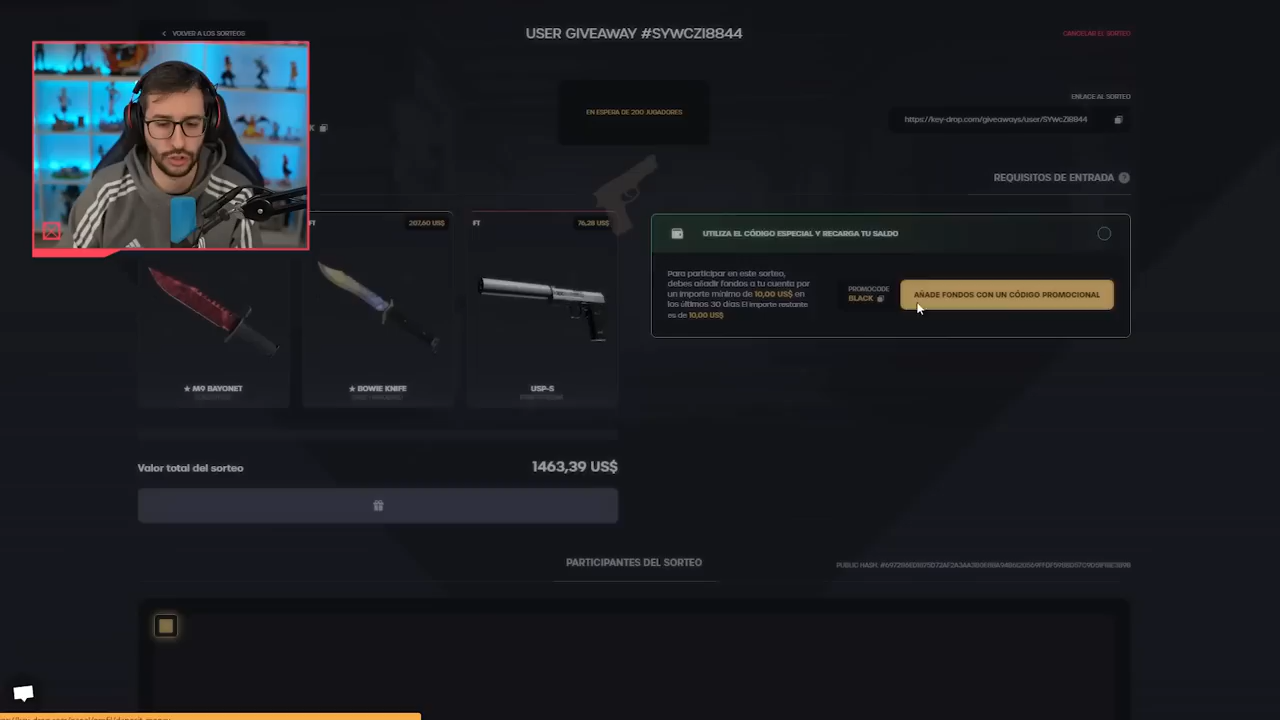 VOLVER A LOS SORTEOS
USER GIVEAWAY #SYWCZI8844
CANCELAR EL SORTEO
EN ESPERA DE 200 JUGADORES
ENLACE AL SORTEO
K
https://key-drop.com/giveaways/user/SYWcZI8844
REQUISITOS DE ENTRADA ?
FT
207,60 US$
FT
76,28 US$
UTILIZA EL CÓDIGO ESPECIAL Y RECARGA TU SALDO
Para participar en este sorteo,
debes añadir fondos a tu cuenta por
un importe mínimo de 10,00 US$ en
los últimos 30 días El importe restante
es de 10,00 US$
PROMOCODE
BLACK
AÑADE FONDOS CON UN CÓDIGO PROMOCIONAL
★ M9 BAYONET
★ BOWIE KNIFE
USP-S
Valor total del sorteo
1463,39 US$
PARTICIPANTES DEL SORTEO
PUBLIC HASH: